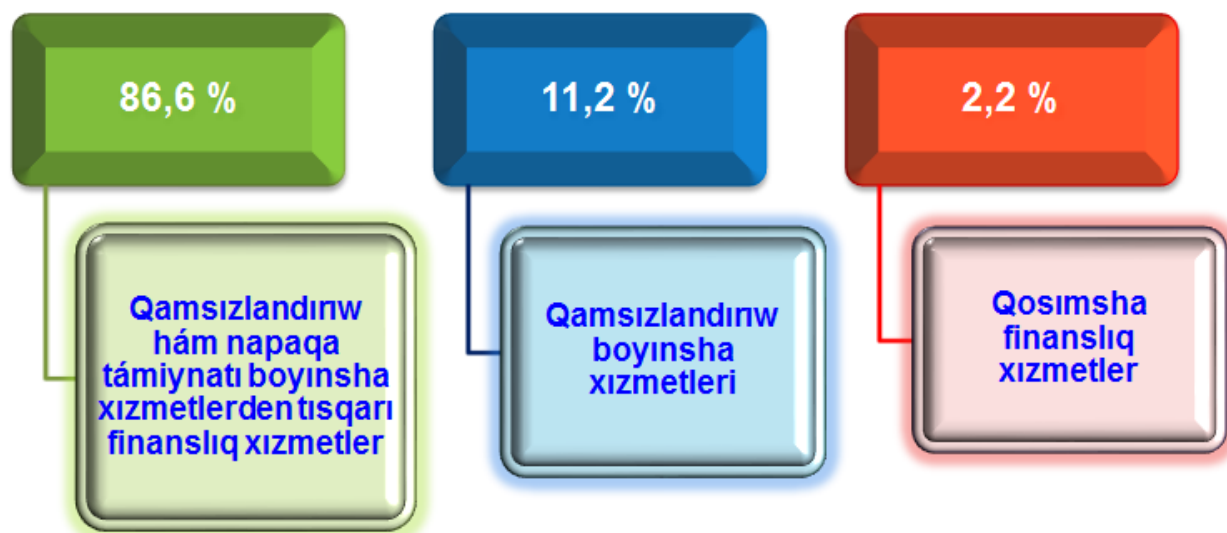 86,6 %
11,2 %
2,2 %
Qamsızlandırıw
hám napaqa
támiynatı boyınsha
xızmetlerden tısqarı
finanslıq xızmetler
Qamsızlandırıw
boyınsha
xızmetleri
Qosımsha
finanslıq
xızmetler